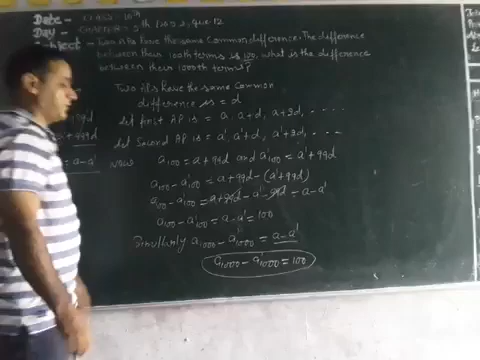 Date - CLASS - 10th
Day - CHAPTER - 5th Ex 5.2, Que 12
Subject - Two APs have the same common difference. The difference
between their 100th terms is 100, what is the difference
between their 1000th terms?
Two APs have the same common
difference is = d
let first AP is = a, a+d, a+2d, ....
let Second AP is = a', a'+d, a'+2d, ....
now a100 = a+99d and a'100 = a'+99d
a100 - a'100 = a+99d - (a'+99d)
a100 - a'100 = a+99d - a' - 99d = a-a'
a100 - a'100 = a-a' = 100
Similarly a1000 - a'1000 = a-a'
a1000 - a'1000 = 100
99d
+ 999d
= a-a'